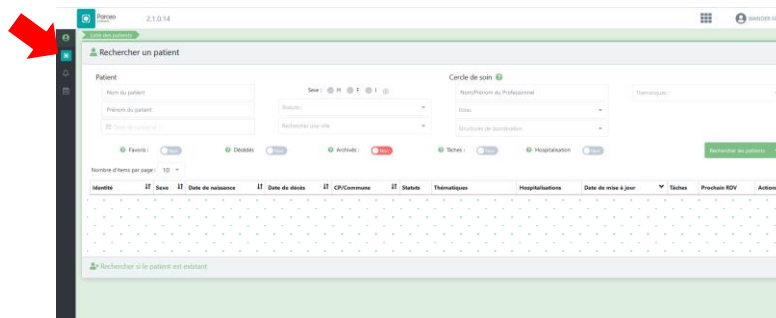 Parceo
2.1.0.14
Liste des patients
Rechercher un patient
Patient
Cercle de soin
Nom du patient
Sexe : H F I
Nom/Prénom du Professionnel
Thématiques :
Prénom du patient
Statuts :
Rôles
Date de naissance
Rechercher une ville
Structures de coordination
Favoris : Non
Décédés Non
Archivés : Non
Tâches : Non
Hospitalisation Non
Rechercher les patients
Nombre d'items par page : 10
Identité Sexe Date de naissance Date de décès CP/Commune Statuts Thématiques Hospitalisations Date de mise à jour Tâches Prochain RDV Actions
Rechercher si le patient est existant